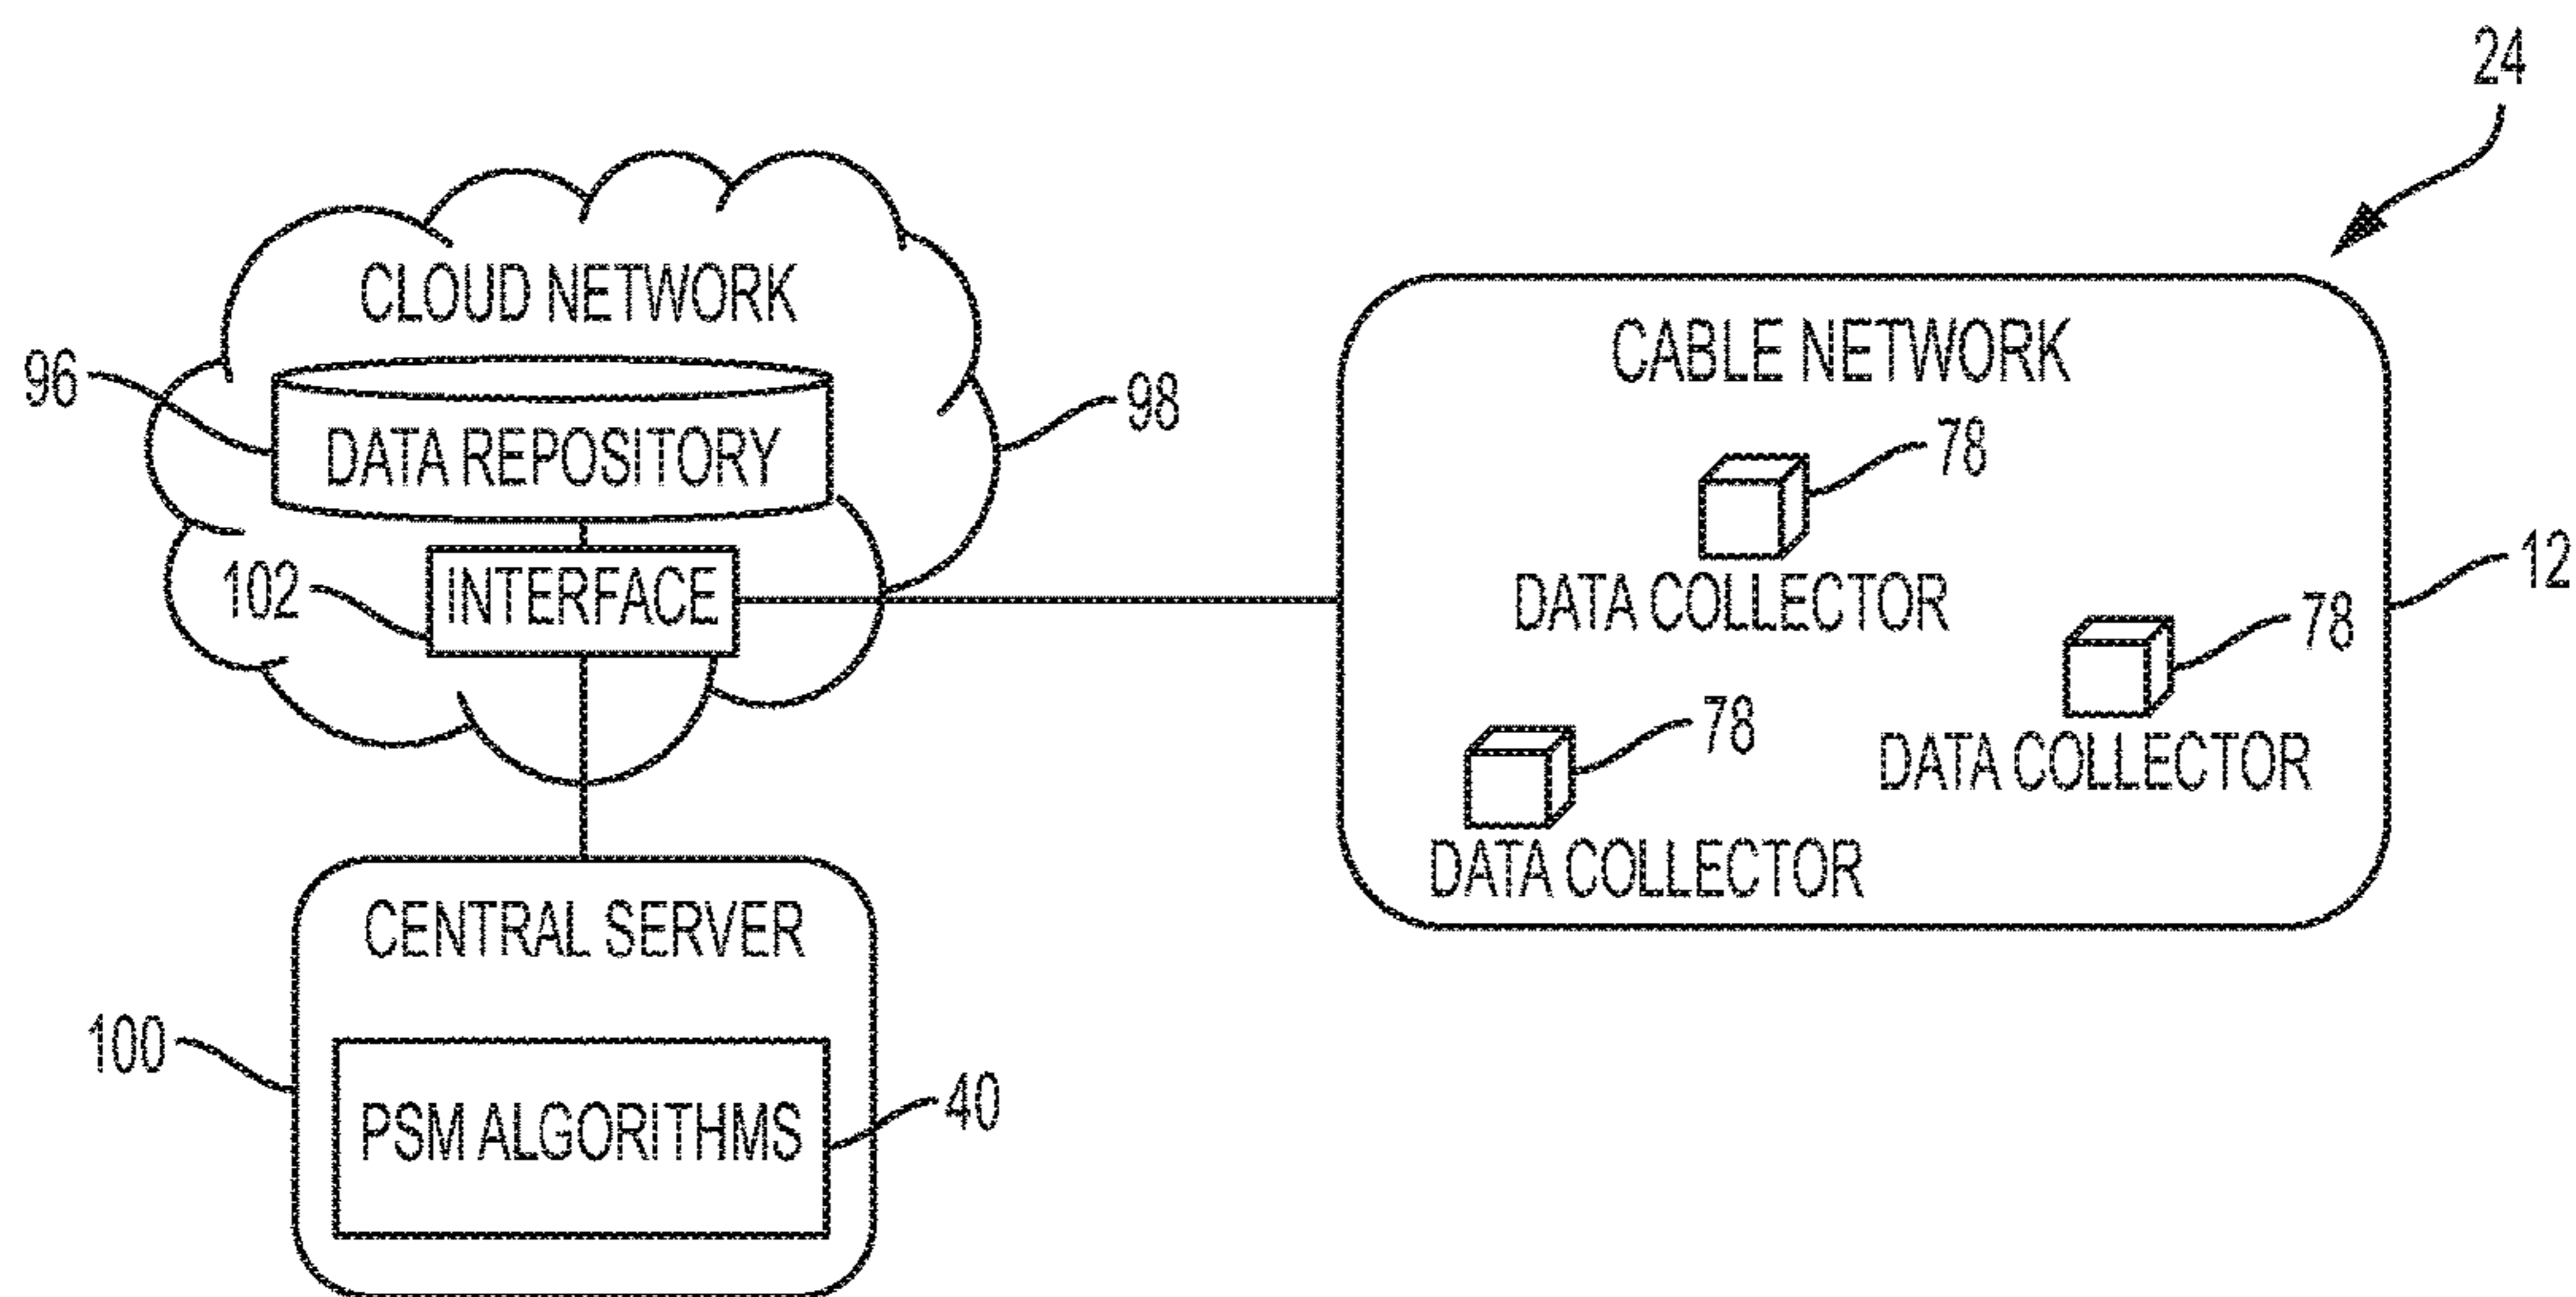 24
CLOUD NETWORK
CABLE NETWORK
96
98
DATA REPOSITORY
78
12
102
INTERFACE
DATA COLLECTOR
78
78
DATA COLLECTOR
DATA COLLECTOR
CENTRAL SERVER
100
PSM ALGORITHMS
40